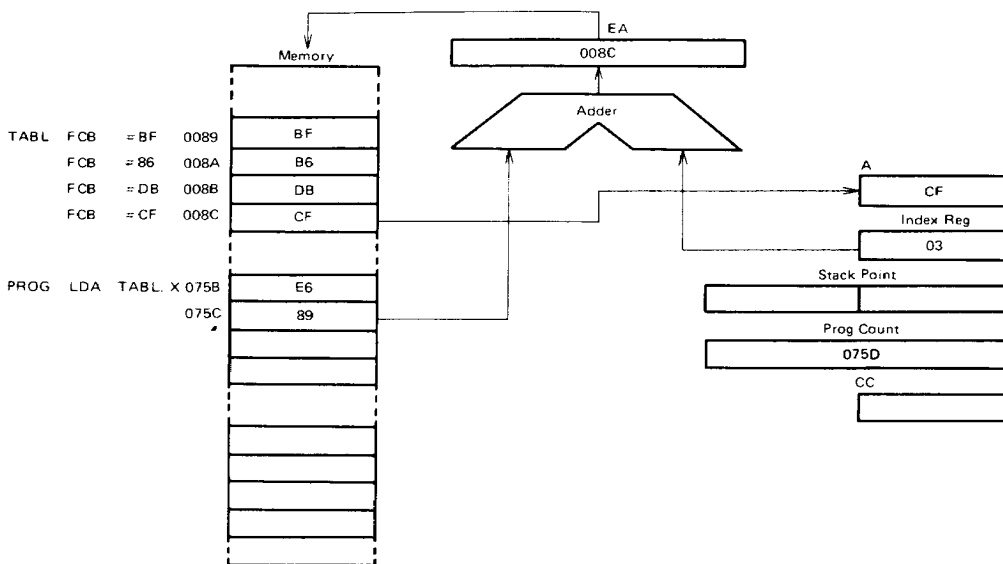 EA
008C
Memory
Adder
TABL FCB =BF 0089 BF
FCB =86 008A B6
FCB =DB 008B DB
FCB =CF 008C CF
A
CF
Index Reg
03
PROG LDA TABL. X 075B E6
075C 89
Stack Point
Prog Count
075D
CC